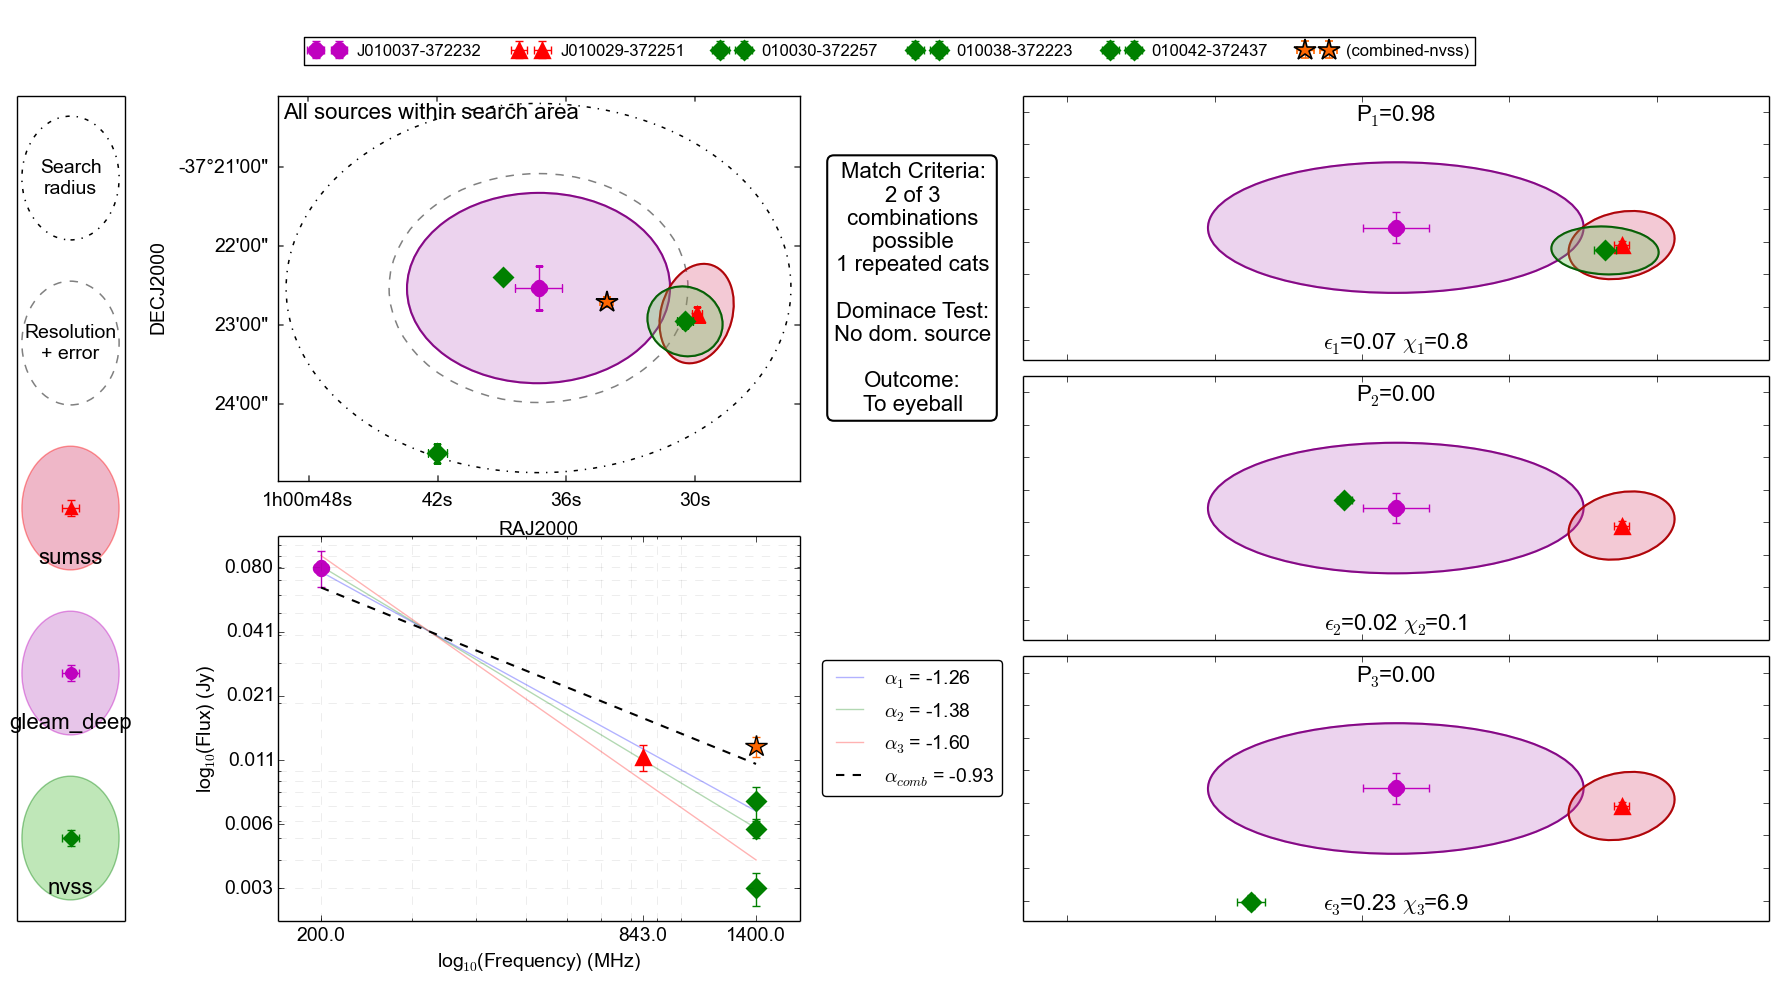 J010037-372232 J010029-372251 010030-372257 010038-372223 010042-372437 (combined-nvss)
Search
radius
Resolution
+ error
sumss
gleam_deep
nvss
All sources within search area
DECJ2000
-37°21'00"
22'00"
23'00"
24'00"
1h00m48s 42s 36s 30s
RAJ2000
Match Criteria:
2 of 3
combinations
possible
1 repeated cats
Dominace Test:
No dom. source
Outcome:
To eyeball
log10(Flux) (Jy)
0.080
0.041
0.021
0.011
0.006
0.003
200.0 843.0 1400.0
log10(Frequency) (MHz)
α1 = -1.26
α2 = -1.38
α3 = -1.60
αcomb = -0.93
P1=0.98
ϵ1=0.07 χ1=0.8
P2=0.00
ϵ2=0.02 χ2=0.1
P3=0.00
ϵ3=0.23 χ3=6.9